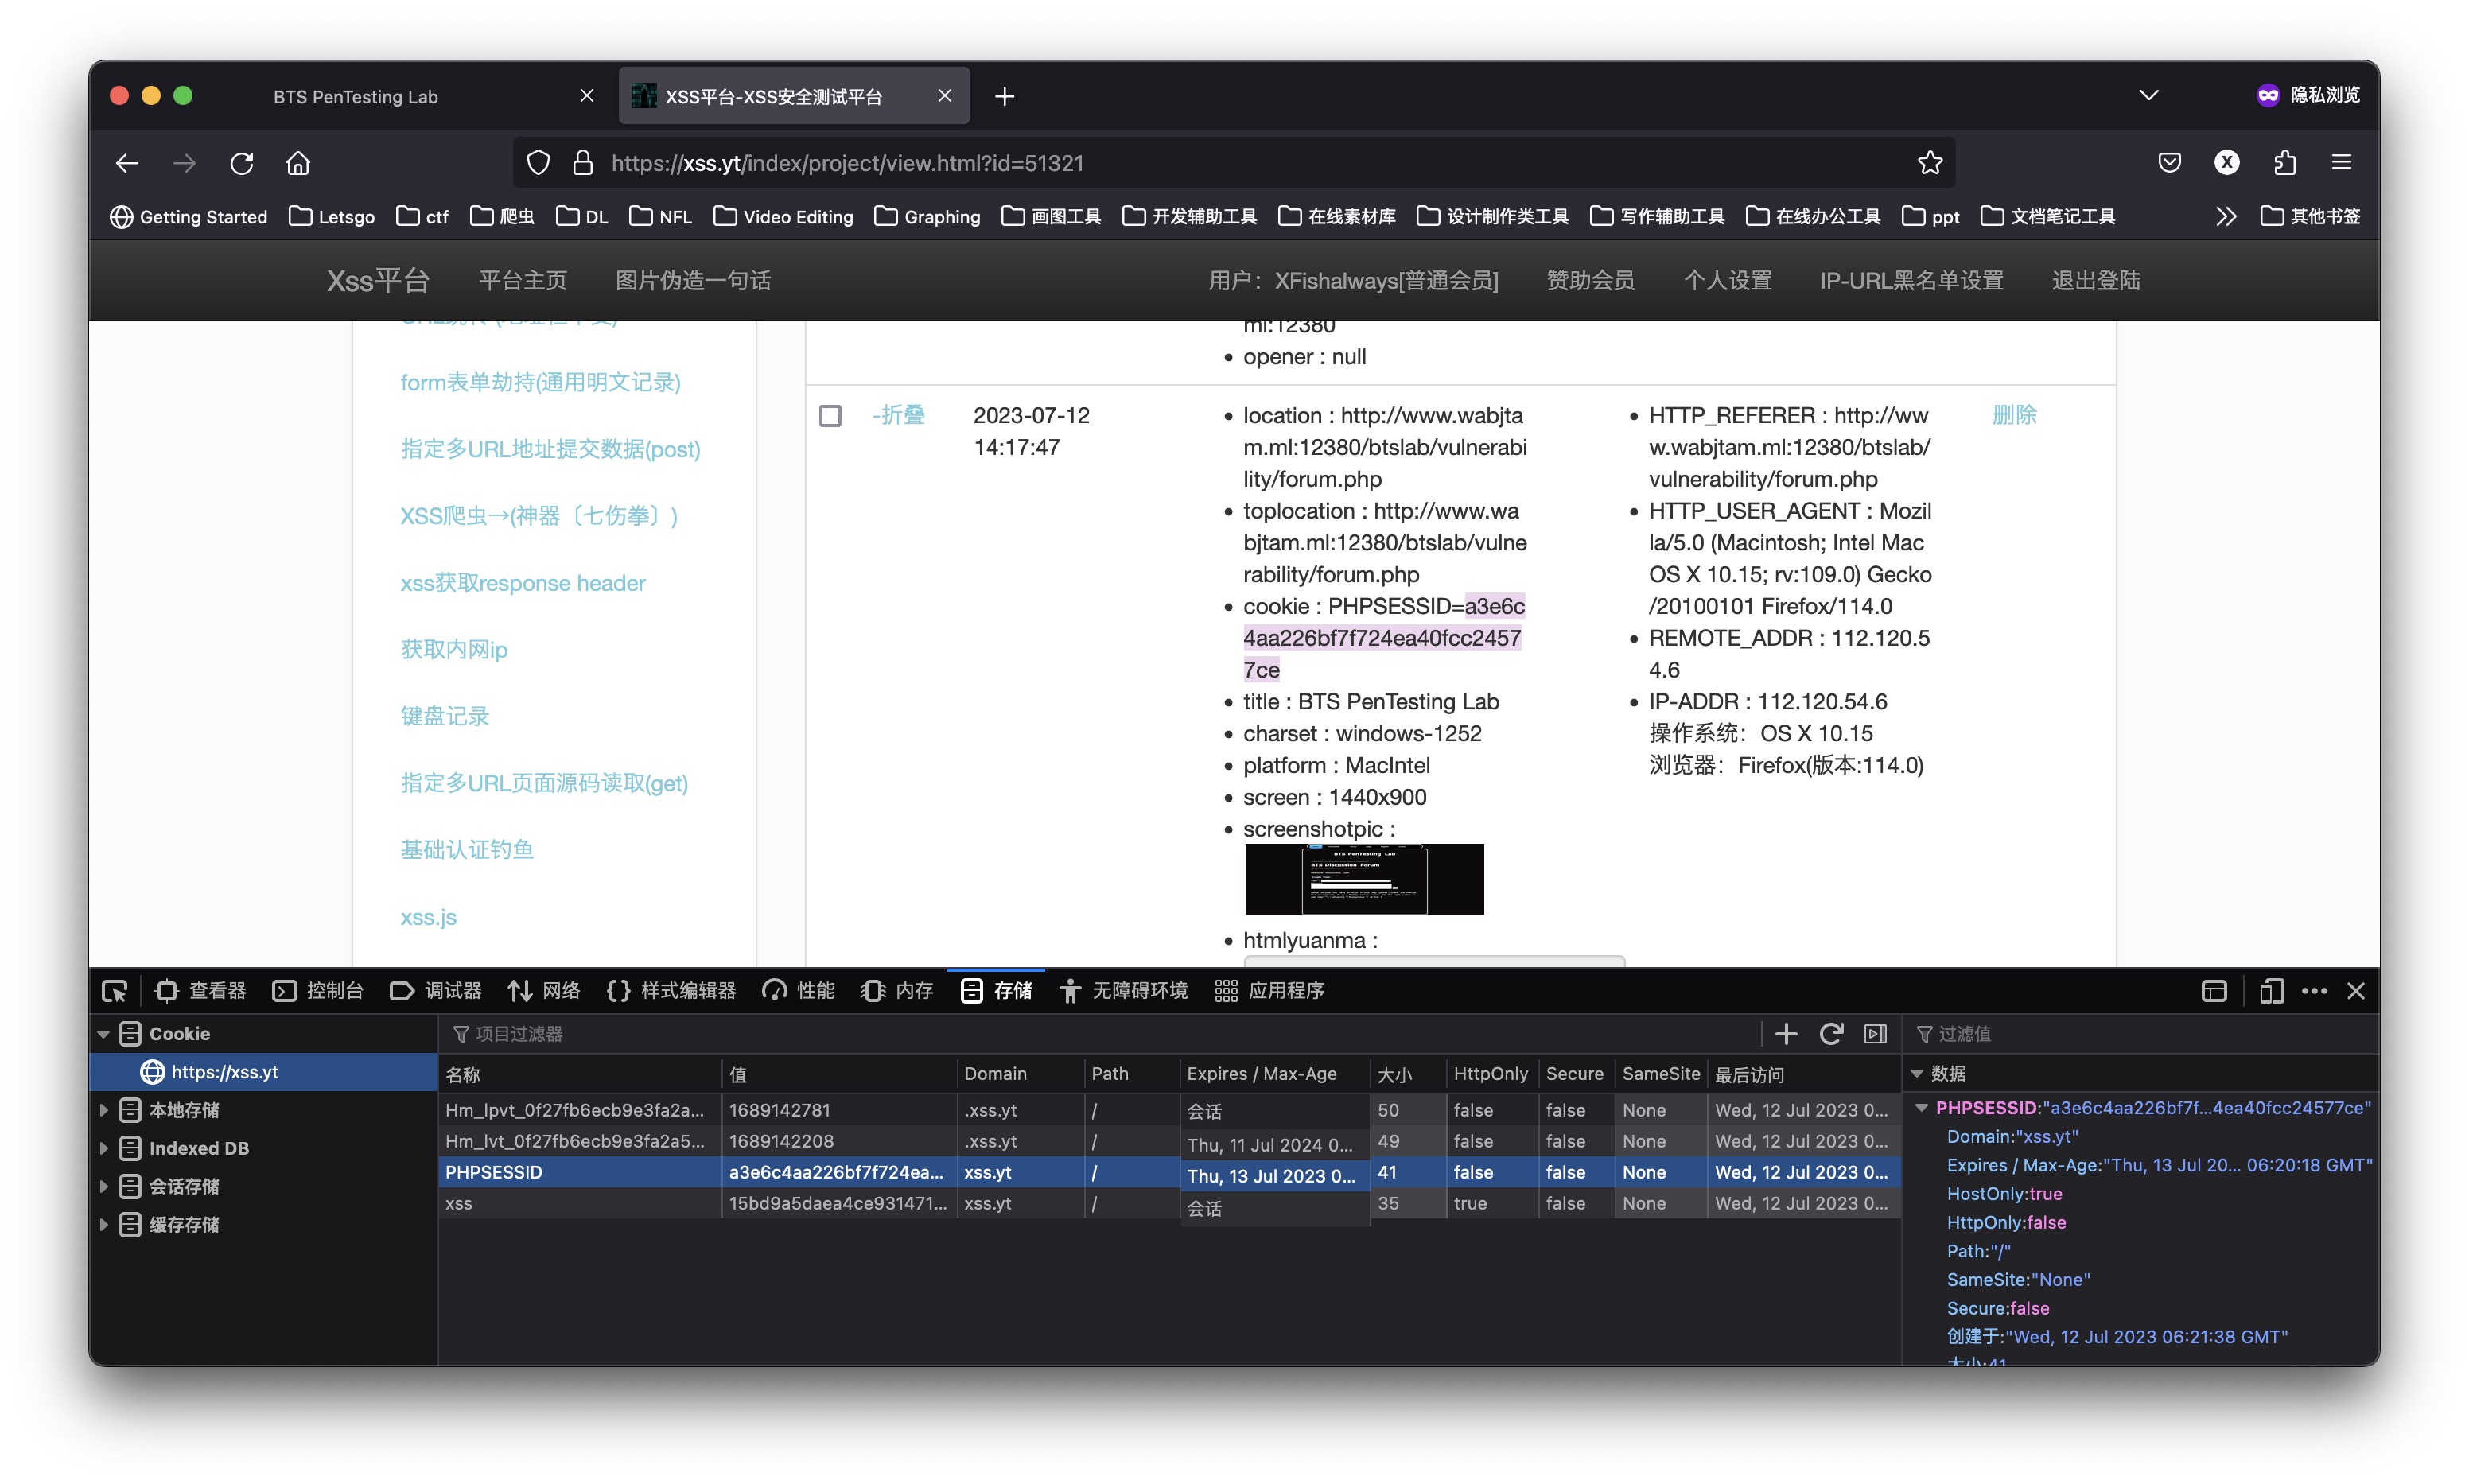 BTS PenTesting Lab
XSS平台-XSS安全测试平台
隐私浏览
https://xss.yt/index/project/view.html?id=51321
X
Getting Started
Letsgo
ctf
爬虫
DL
NFL
Video Editing
Graphing
画图工具
开发辅助工具
在线素材库
设计制作类工具
写作辅助工具
在线办公工具
ppt
文档笔记工具
其他书签
Xss平台
平台主页
图片伪造一句话
用户：XFishalways[普通会员]
赞助会员
个人设置
IP-URL黑名单设置
退出登陆
form表单劫持(通用明文记录)
指定多URL地址提交数据(post)
XSS爬虫→(神器〔七伤拳〕)
xss获取response header
获取内网ip
键盘记录
指定多URL页面源码读取(get)
基础认证钓鱼
xss.js
ml:12380
opener : null
-折叠
2023-07-12
14:17:47
location : http://www.wabjta
m.ml:12380/btslab/vulnerabi
lity/forum.php
toplocation : http://www.wa
bjtam.ml:12380/btslab/vulne
rability/forum.php
cookie : PHPSESSID=a3e6c
4aa226bf7f724ea40fcc2457
7ce
title : BTS PenTesting Lab
charset : windows-1252
platform : MacIntel
screen : 1440x900
screenshotpic :
BTS PenTesting Lab
BTS Discussion Forum
htmlyuanma :
HTTP_REFERER : http://ww
w.wabjtam.ml:12380/btslab/
vulnerability/forum.php
HTTP_USER_AGENT : Mozil
la/5.0 (Macintosh; Intel Mac
OS X 10.15; rv:109.0) Gecko
/20100101 Firefox/114.0
REMOTE_ADDR : 112.120.5
4.6
IP-ADDR : 112.120.54.6
操作系统：OS X 10.15
浏览器：Firefox(版本:114.0)
删除
查看器
控制台
调试器
网络
样式编辑器
性能
内存
存储
无障碍环境
应用程序
Cookie
https://xss.yt
本地存储
Indexed DB
会话存储
缓存存储
项目过滤器
名称 值 Domain Path Expires / Max-Age 大小 HttpOnly Secure SameSite 最后访问
Hm_lpvt_0f27fb6ecb9e3fa2a... 1689142781 .xss.yt / 会话 50 false false None Wed, 12 Jul 2023 0...
Hm_lvt_0f27fb6ecb9e3fa2a5... 1689142208 .xss.yt / Thu, 11 Jul 2024 0... 49 false false None Wed, 12 Jul 2023 0...
PHPSESSID a3e6c4aa226bf7f724ea... xss.yt / Thu, 13 Jul 2023 0... 41 false false None Wed, 12 Jul 2023 0...
xss 15bd9a5daea4ce931471... xss.yt / 会话 35 true false None Wed, 12 Jul 2023 0...
过滤值
数据
PHPSESSID:"a3e6c4aa226bf7f...4ea40fcc24577ce"
Domain:"xss.yt"
Expires / Max-Age:"Thu, 13 Jul 20... 06:20:18 GMT"
HostOnly:true
HttpOnly:false
Path:"/"
SameSite:"None"
Secure:false
创建于:"Wed, 12 Jul 2023 06:21:38 GMT"
大小:41